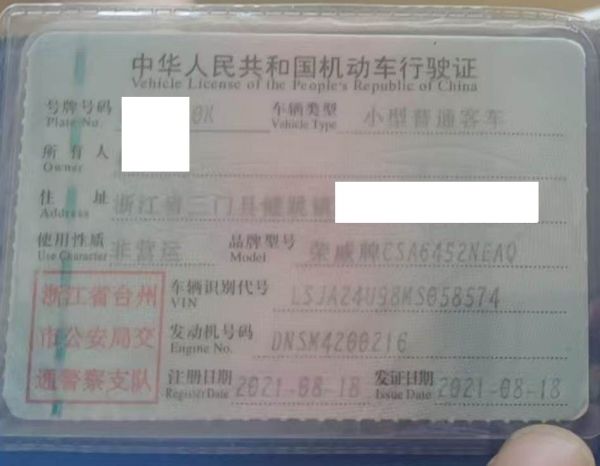 中华人民共和国机动车行驶证
Vehicle License of the People's Republic of China
号牌号码 9K 车辆类型 小型普通客车
Plate No. Vehicle Type
所有人
Owner
住址 浙江省三门县健跳镇
Address
使用性质 非营运 品牌型号 荣威牌CSA6452NEAQ
Use Character Model
浙江省台州
市公安局交
通警察支队
车辆识别代号 LSJA24U98MS058574
VIN
发动机号码 DNSM4200216
Engine No.
注册日期 2021-08-18 发证日期 2021-08-18
Register Date Issue Date